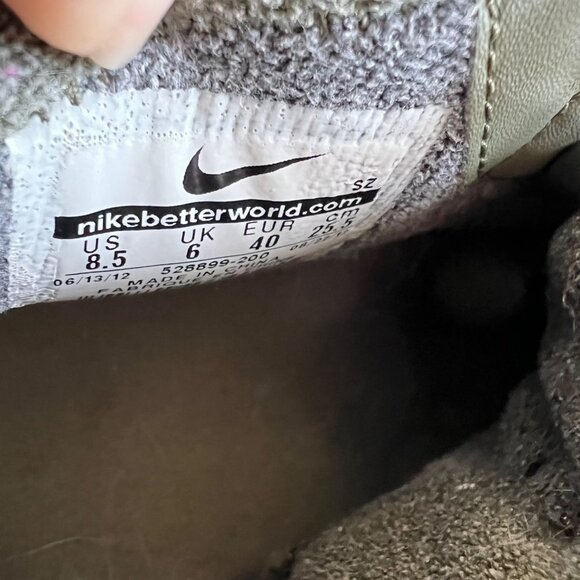 SZ
nikebetterworld.com
US UK EUR cm
8.5 6 40 25.5
06/13/12 528899-200
MADE IN CHINA